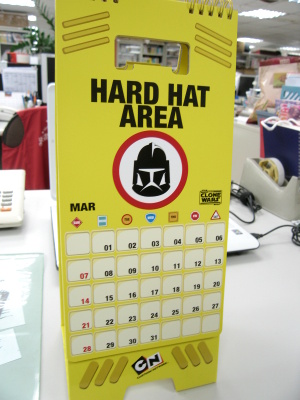 HARD HAT
AREA
STAR WARS
CLONE WARS
MAR
01 02 03 04 05 06
07 08 09 10 11 12 13
14 15 16 17 18 19 20
21 22 23 24 25 26 27
28 29 30 31
CN